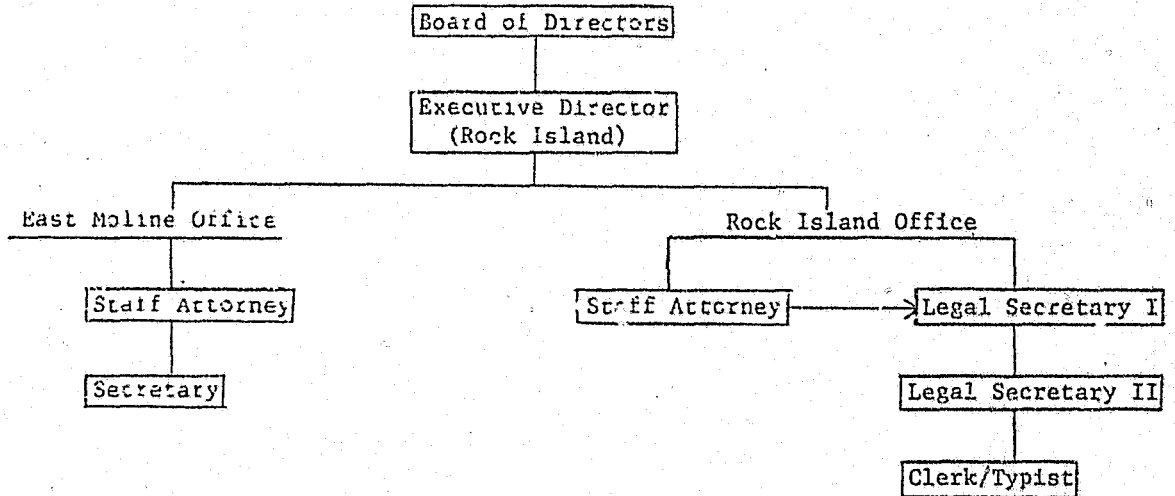 Board of Directors
Executive Director
(Rock Island)
East Moline Office
Rock Island Office
Staff Attorney
Staff Attorney
Legal Secretary I
Secretary
Legal Secretary II
Clerk/Typist